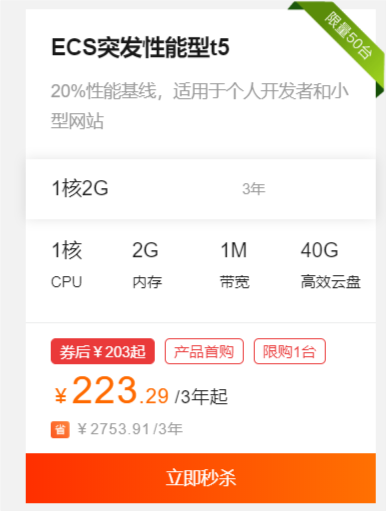 限量50台
ECS突发性能型t5
20%性能基线，适用于个人开发者和小
型网站
1核2G 3年
1核 2G 1M 40G
CPU 内存 带宽 高效云盘
券后￥203起 产品首购 限购1台
￥223.29 /3年起
省 ￥2753.91/3年
立即秒杀